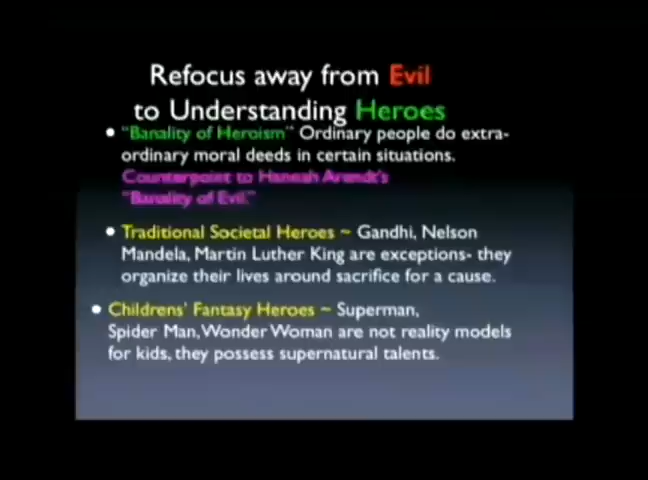 Refocus away from Evil
to Understanding Heroes
• "Banality of Heroism" Ordinary people do extra-
ordinary moral deeds in certain situations.
Counterpoint to Hannah Arendt's
"Banality of Evil."
• Traditional Societal Heroes ~ Gandhi, Nelson
Mandela, Martin Luther King are exceptions- they
organize their lives around sacrifice for a cause.
• Childrens' Fantasy Heroes ~ Superman,
Spider Man, Wonder Woman are not reality models
for kids, they possess supernatural talents.